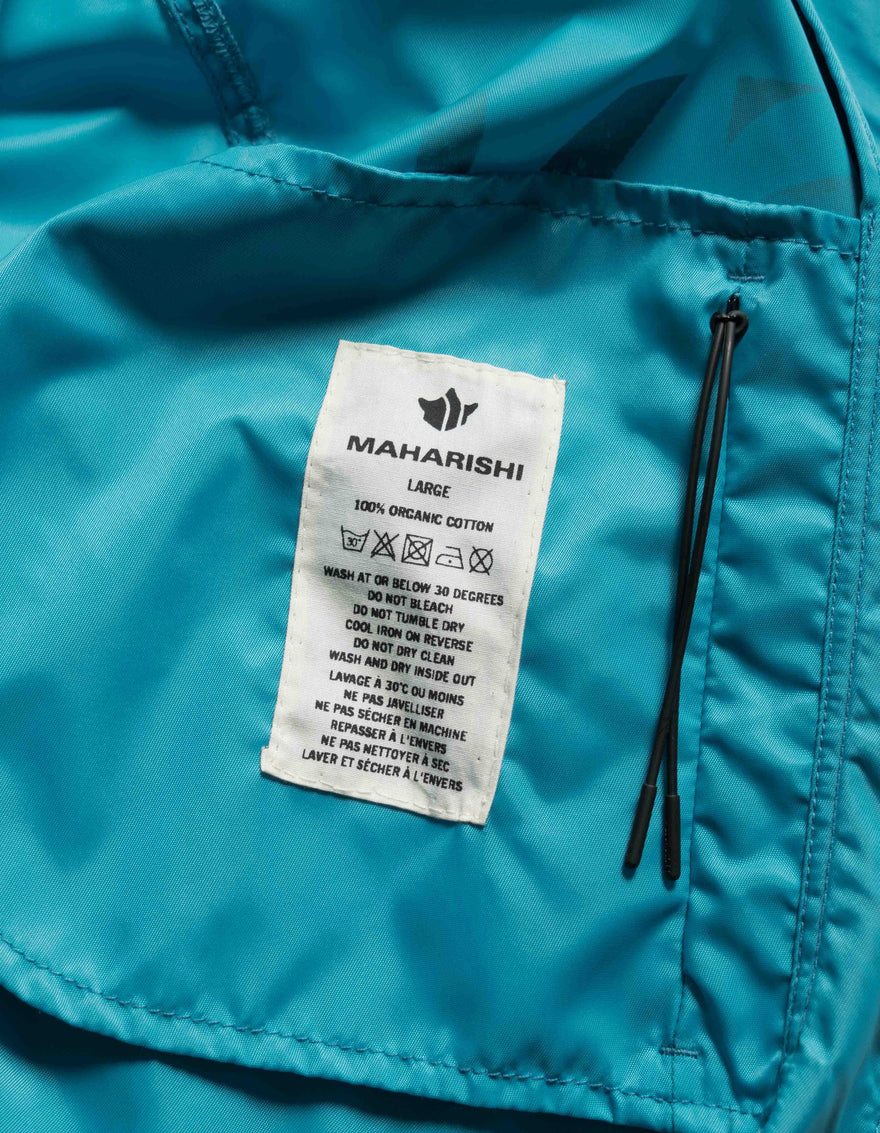 MAHARISHI
LARGE
100% ORGANIC COTTON
30°
WASH AT OR BELOW 30 DEGREES
DO NOT BLEACH
DO NOT TUMBLE DRY
COOL IRON ON REVERSE
DO NOT DRY CLEAN
WASH AND DRY INSIDE OUT
LAVAGE À 30°C OU MOINS
NE PAS JAVELLISER
NE PAS SÉCHER EN MACHINE
REPASSER À L'ENVERS
NE PAS NETTOYER À SEC
LAVER ET SÉCHER À L'ENVERS